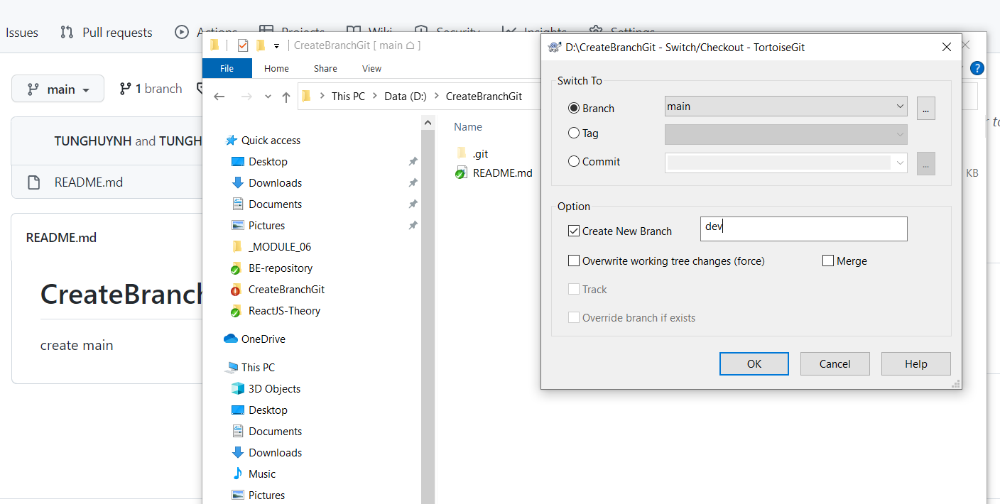 Issues Pull requests Actions Projects Wiki Security Insights Settings
main 1 branch
TUNGHUYNH and TUNGH
README.md
README.md
CreateBranch
create main
CreateBranchGit [ main ]
File Home Share View
This PC Data (D:) CreateBranchGit
Quick access
Desktop
Downloads
Documents
Pictures
_MODULE_06
BE-repository
CreateBranchGit
ReactJS-Theory
OneDrive
This PC
3D Objects
Desktop
Documents
Downloads
Music
Pictures
Name
.git
README.md
KB
D:\CreateBranchGit - Switch/Checkout - TortoiseGit
Switch To
Branch main ...
Tag
Commit ...
Option
Create New Branch dev
Overwrite working tree changes (force) Merge
Track
Override branch if exists
OK Cancel Help
?